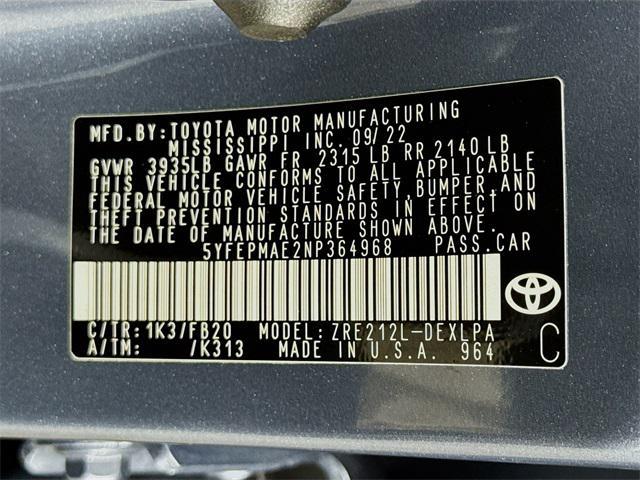 MFD.BY:TOYOTA MOTOR MANUFACTURING
MISSISSIPPI INC. 09/22
GVWR 3935LB GAWR FR 2315 LB RR 2140 LB
THIS VEHICLE CONFORMS TO ALL APPLICABLE
FEDERAL MOTOR VEHICLE SAFETY, BUMPER, AND
THEFT PREVENTION STANDARDS IN EFFECT ON
THE DATE OF MANUFACTURE SHOWN ABOVE.
5YFEPMAE2NP364968 PASS.CAR
C/TR: 1K3/FB20 MODEL: ZRE212L-DEXLPA
A/TM: /K313 MADE IN U.S.A. 964 C